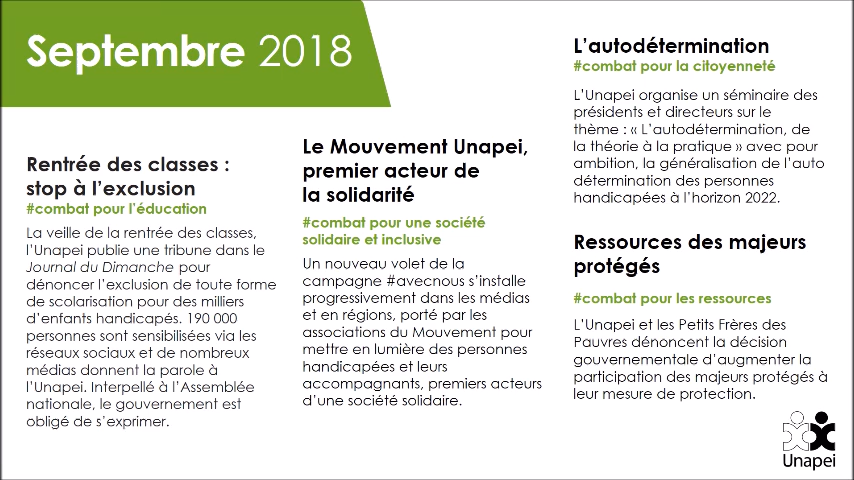 Septembre 2018
Rentrée des classes :
stop à l'exclusion
#combat pour l'éducation
La veille de la rentrée des classes,
l'Unapei publie une tribune dans le
Journal du Dimanche pour
dénoncer l'exclusion de toute forme
de scolarisation pour des milliers
d'enfants handicapés. 190 000
personnes sont sensibilisées via les
réseaux sociaux et de nombreux
médias donnent la parole à
l'Unapei. Interpellé à l'Assemblée
nationale, le gouvernement est
obligé de s'exprimer.
Le Mouvement Unapei,
premier acteur de
la solidarité
#combat pour une société
solidaire et inclusive
Un nouveau volet de la
campagne #avecnous s'installe
progressivement dans les médias
et en régions, porté par les
associations du Mouvement pour
mettre en lumière des personnes
handicapées et leurs
accompagnants, premiers acteurs
d'une société solidaire.
L'autodétermination
#combat pour la citoyenneté
L'Unapei organise un séminaire des
présidents et directeurs sur le
thème : « L'autodétermination, de
la théorie à la pratique » avec pour
ambition, la généralisation de l'auto
détermination des personnes
handicapées à l'horizon 2022.
Ressources des majeurs
protégés
#combat pour les ressources
L'Unapei et les Petits Frères des
Pauvres dénoncent la décision
gouvernementale d'augmenter la
participation des majeurs protégés à
leur mesure de protection.
Unapei